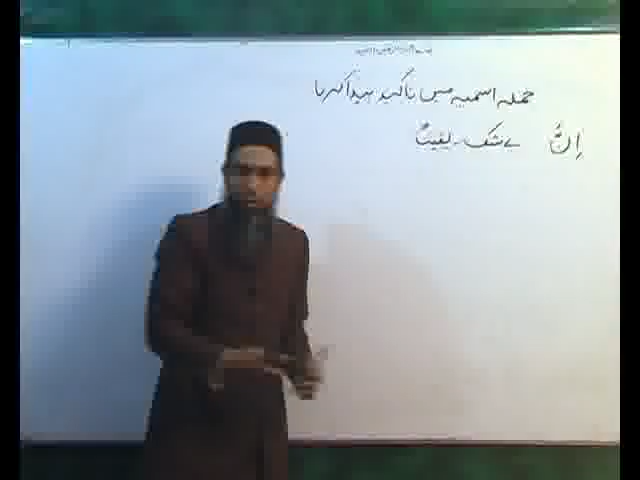 جملہ اسمیہ میں تاکید پیدا کرنا
اِنَّ بے شک۔ یقیناً